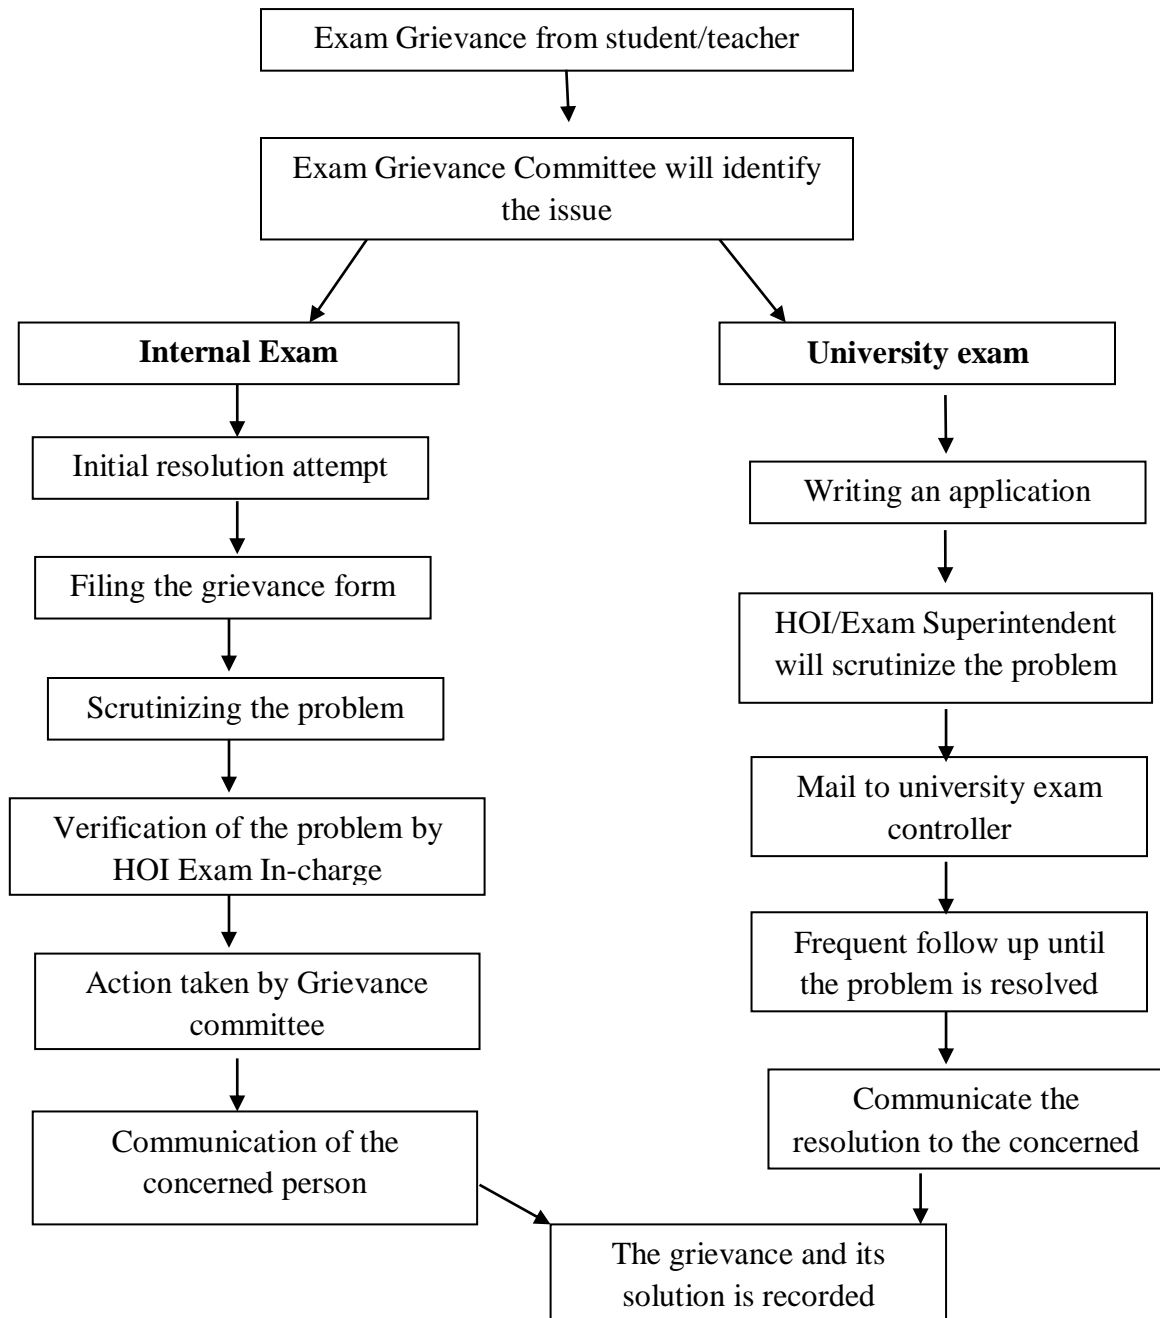 Exam Grievance from student/teacher
Exam Grievance Committee will identify
the issue
Internal Exam
Initial resolution attempt
Filing the grievance form
Scrutinizing the problem
Verification of the problem by
HOI Exam In-charge
Action taken by Grievance
committee
Communication of the
concerned person
University exam
Writing an application
HOI/Exam Superintendent
will scrutinize the problem
Mail to university exam
controller
Frequent follow up until
the problem is resolved
Communicate the
resolution to the concerned
The grievance and its
solution is recorded